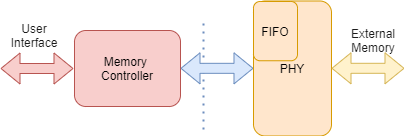 User
Interface
Memory
Controller
FIFO
PHY
External
Memory